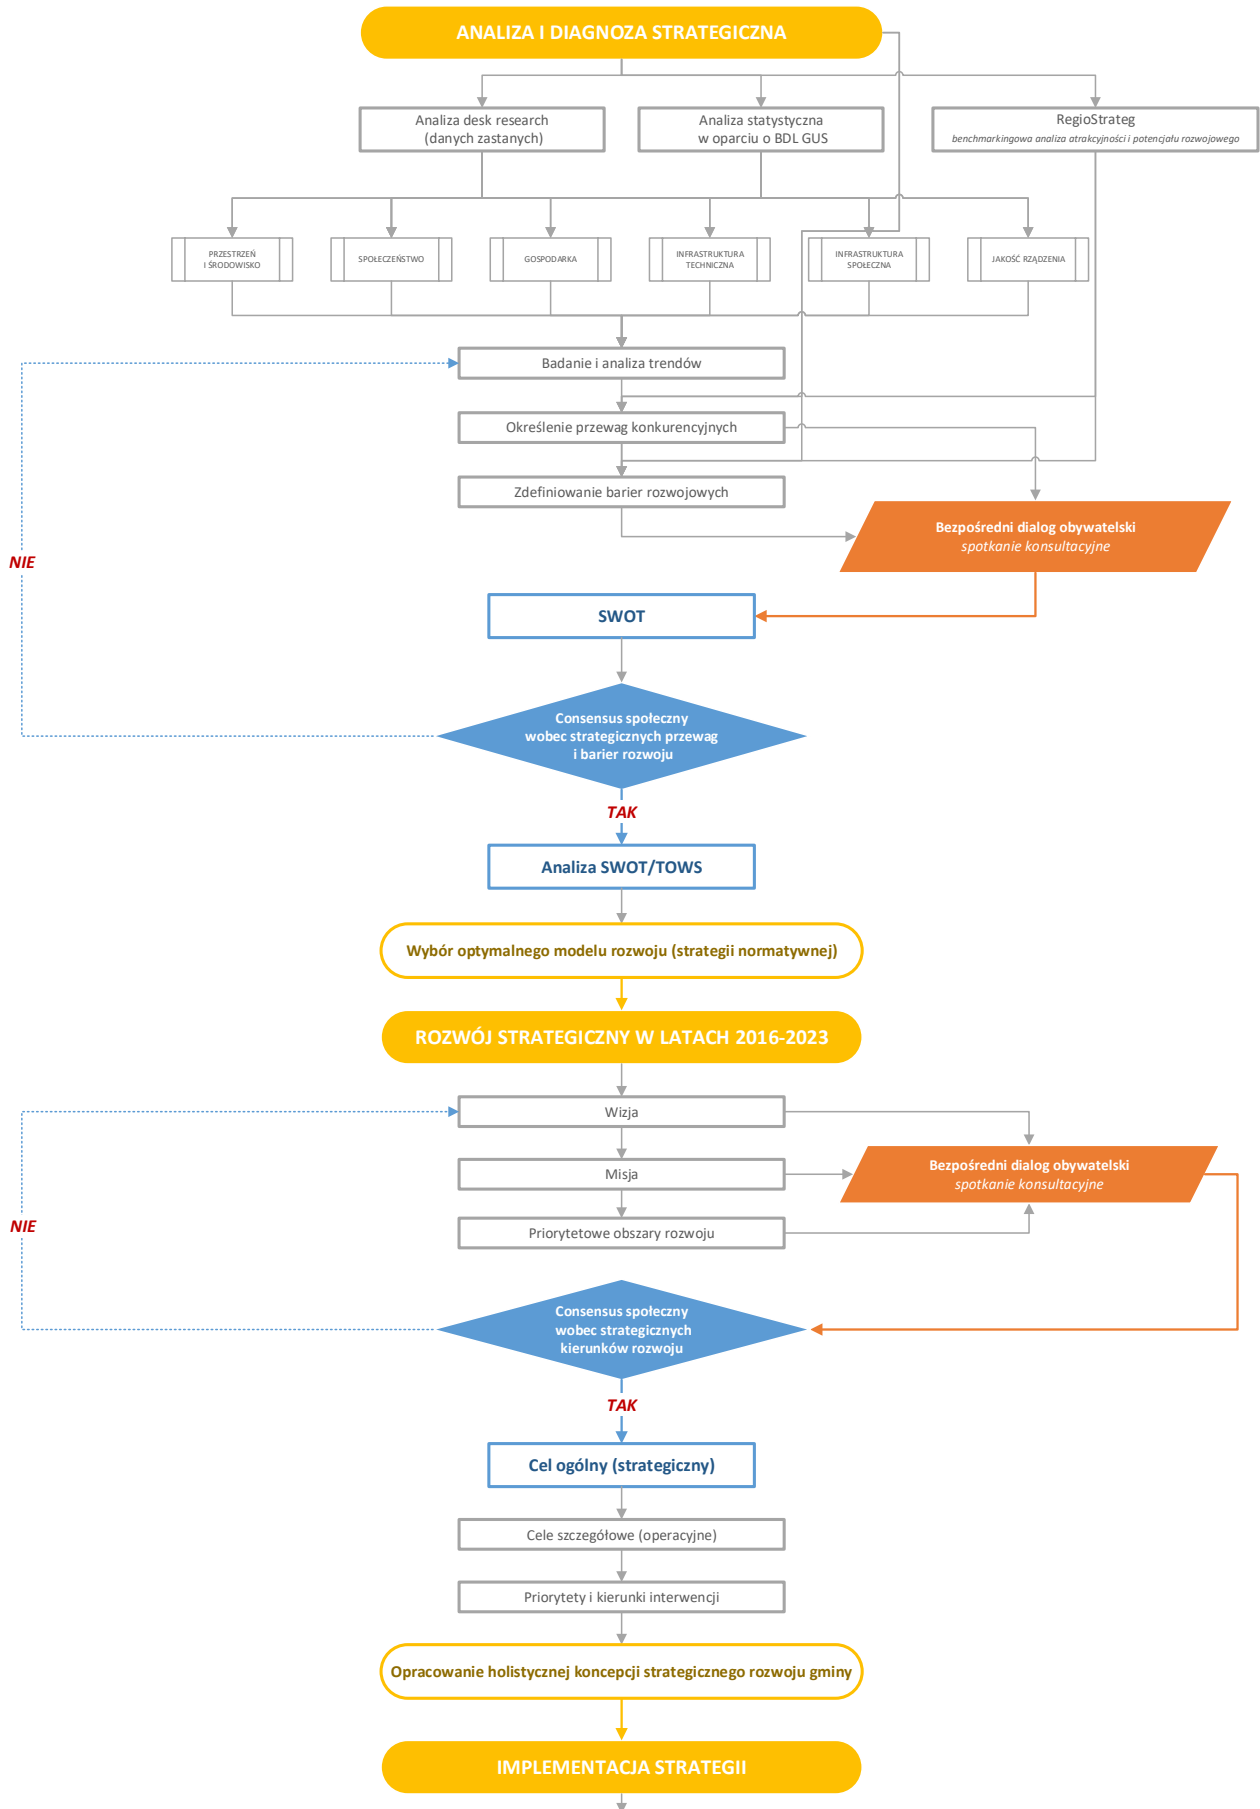 ANALIZA I DIAGNOZA STRATEGICZNA
Analiza desk research
(danych zastanych)
Analiza statystyczna
w oparciu o BDL GUS
RegioStrateg
benchmarkingowa analiza atrakcyjności i potencjału rozwojowego
PRZESTRZEŃ
I ŚRODOWISKO
SPOŁECZEŃSTWO
GOSPODARKA
INFRASTRUKTURA
TECHNICZNA
INFRASTRUKTURA
SPOŁECZNA
JAKOŚĆ RZĄDZENIA
Badanie i analiza trendów
Określenie przewag konkurencyjnych
Zdefiniowanie barier rozwojowych
Bezpośredni dialog obywatelski
spotkanie konsultacyjne
NIE
SWOT
Consensus społeczny
wobec strategicznych przewag
i barier rozwoju
TAK
Analiza SWOT/TOWS
Wybór optymalnego modelu rozwoju (strategii normatywnej)
ROZWÓJ STRATEGICZNY W LATACH 2016-2023
Wizja
Misja
Bezpośredni dialog obywatelski
spotkanie konsultacyjne
Priorytetowe obszary rozwoju
NIE
Consensus społeczny
wobec strategicznych
kierunków rozwoju
TAK
Cel ogólny (strategiczny)
Cele szczegółowe (operacyjne)
Priorytety i kierunki interwencji
Opracowanie holistycznej koncepcji strategicznego rozwoju gminy
IMPLEMENTACJA STRATEGII